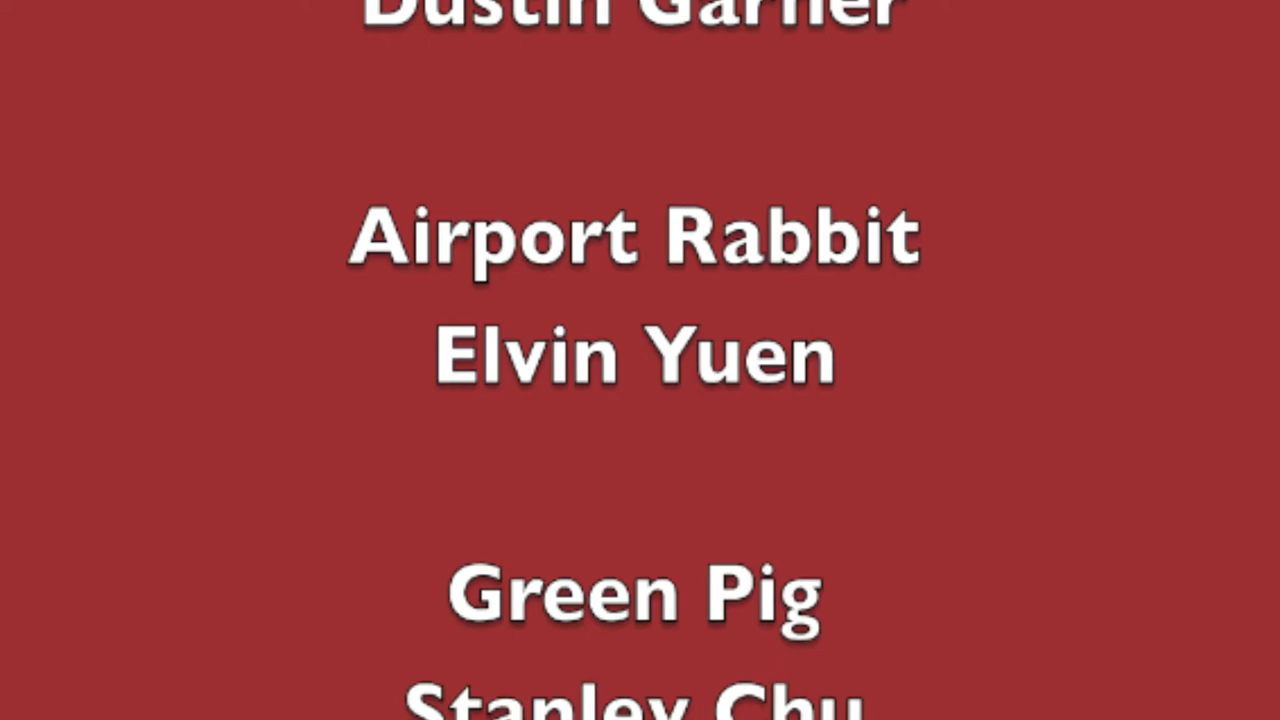 Dustin Garner
Airport Rabbit
Elvin Yuen
Green Pig
Stanley Chu